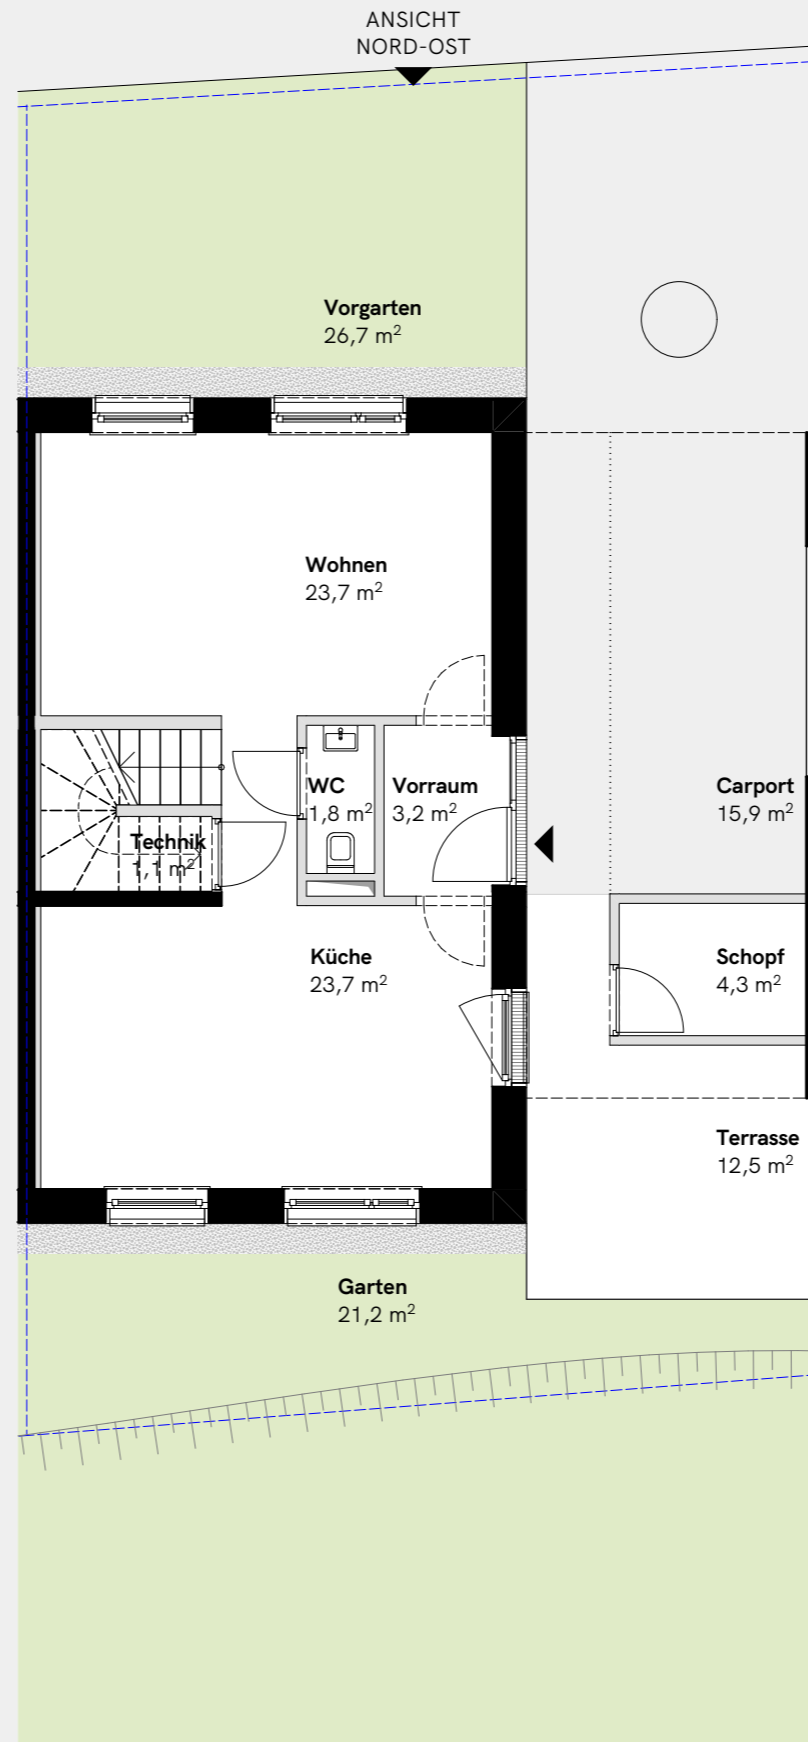 ANSICHT
NORD-OST
Vorgarten
26,7 m²
Wohnen
23,7 m²
WC
1,8 m²
Vorraum
3,2 m²
Carport
15,9 m²
Technik
1,1 m²
Küche
23,7 m²
Schopf
4,3 m²
Terrasse
12,5 m²
Garten
21,2 m²